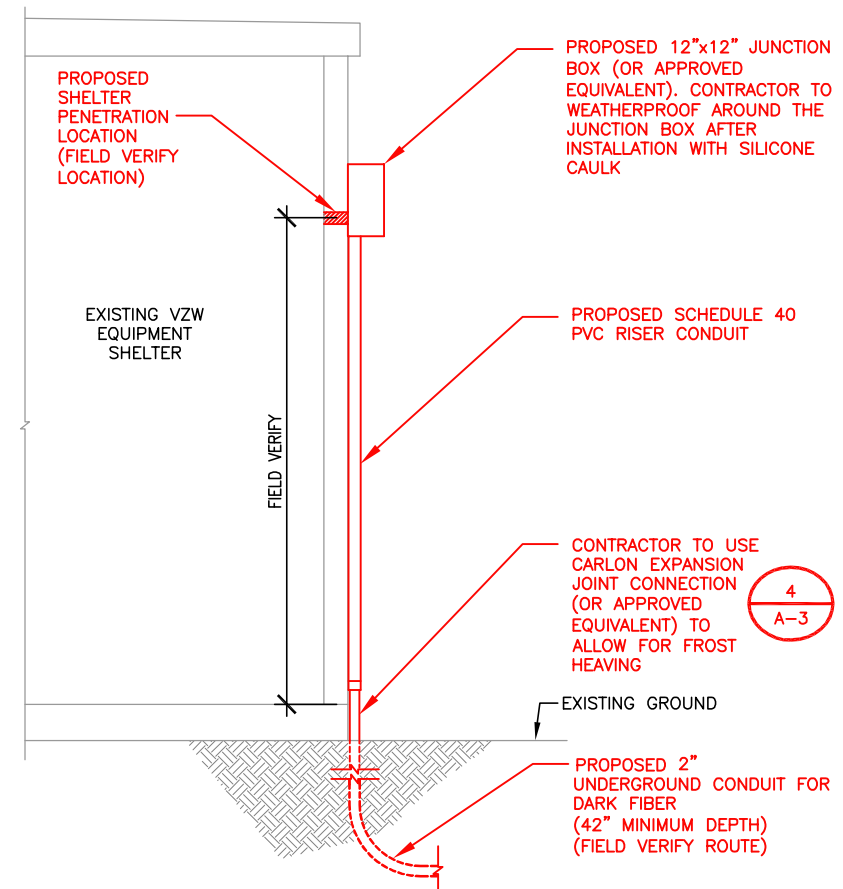 PROPOSED
SHELTER
PENETRATION
LOCATION
(FIELD VERIFY
LOCATION)
PROPOSED 12"x12" JUNCTION
BOX (OR APPROVED
EQUIVALENT). CONTRACTOR TO
WEATHERPROOF AROUND THE
JUNCTION BOX AFTER
INSTALLATION WITH SILICONE
CAULK
EXISTING VZW
EQUIPMENT
SHELTER
PROPOSED SCHEDULE 40
PVC RISER CONDUIT
FIELD VERIFY
CONTRACTOR TO USE
CARLON EXPANSION
JOINT CONNECTION
(OR APPROVED
EQUIVALENT) TO
ALLOW FOR FROST
HEAVING
4
A-3
EXISTING GROUND
PROPOSED 2"
UNDERGROUND CONDUIT FOR
DARK FIBER
(42" MINIMUM DEPTH)
(FIELD VERIFY ROUTE)